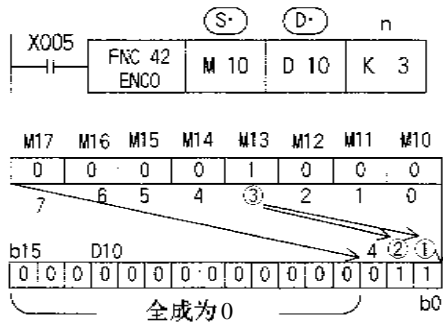 S· D· n
X005
FNC 42 M 10 D 10 K 3
ENCO
M17 M16 M15 M14 M13 M12 M11 M10
0 0 0 0 1 0 0 0
7 6 5 4 ③ 2 1 0
b15 D10 4 ② ①
0 0 0 0 0 0 0 0 0 0 0 0 0 0 1 1
全成为0 b0